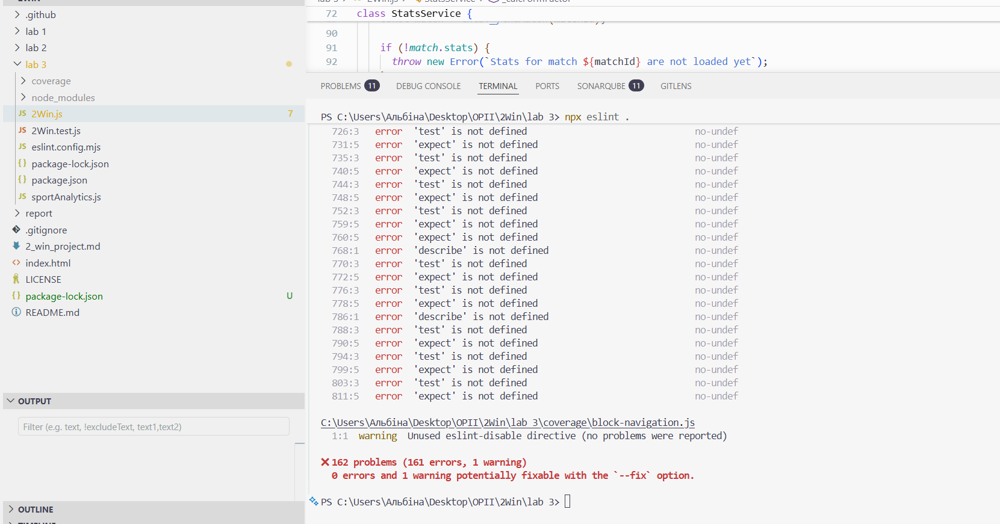 .github
lab 1
lab 2
lab 3
coverage
node_modules
JS 2Win.js 7
JS 2Win.test.js
JS eslint.config.mjs
{} package-lock.json
{} package.json
JS sportAnalytics.js
report
.gitignore
2_win_project.md
<> index.html
LICENSE
{} package-lock.json U
README.md
OUTPUT
Filter (e.g. text, !excludeText, text1,text2)
OUTLINE
72 class StatsService {
90
91 if (!match.stats) {
92 throw new Error(`Stats for match ${matchId} are not loaded yet`);
PROBLEMS 11 DEBUG CONSOLE TERMINAL PORTS SONARQUBE 11 GITLENS
PS C:\Users\Альбіна\Desktop\ОРІІ\2Win\lab 3> npx eslint .
726:3 error 'test' is not defined no-undef
731:5 error 'expect' is not defined no-undef
735:3 error 'test' is not defined no-undef
740:5 error 'expect' is not defined no-undef
744:3 error 'test' is not defined no-undef
748:5 error 'expect' is not defined no-undef
752:3 error 'test' is not defined no-undef
759:5 error 'expect' is not defined no-undef
760:5 error 'expect' is not defined no-undef
768:1 error 'describe' is not defined no-undef
770:3 error 'test' is not defined no-undef
772:5 error 'expect' is not defined no-undef
776:3 error 'test' is not defined no-undef
778:5 error 'expect' is not defined no-undef
786:1 error 'describe' is not defined no-undef
788:3 error 'test' is not defined no-undef
790:5 error 'expect' is not defined no-undef
794:3 error 'test' is not defined no-undef
799:5 error 'expect' is not defined no-undef
803:3 error 'test' is not defined no-undef
811:5 error 'expect' is not defined no-undef
C:\Users\Альбіна\Desktop\ОРІІ\2Win\lab 3\coverage\block-navigation.js
1:1 warning Unused eslint-disable directive (no problems were reported)
162 problems (161 errors, 1 warning)
0 errors and 1 warning potentially fixable with the `--fix` option.
PS C:\Users\Альбіна\Desktop\ОРІІ\2Win\lab 3>